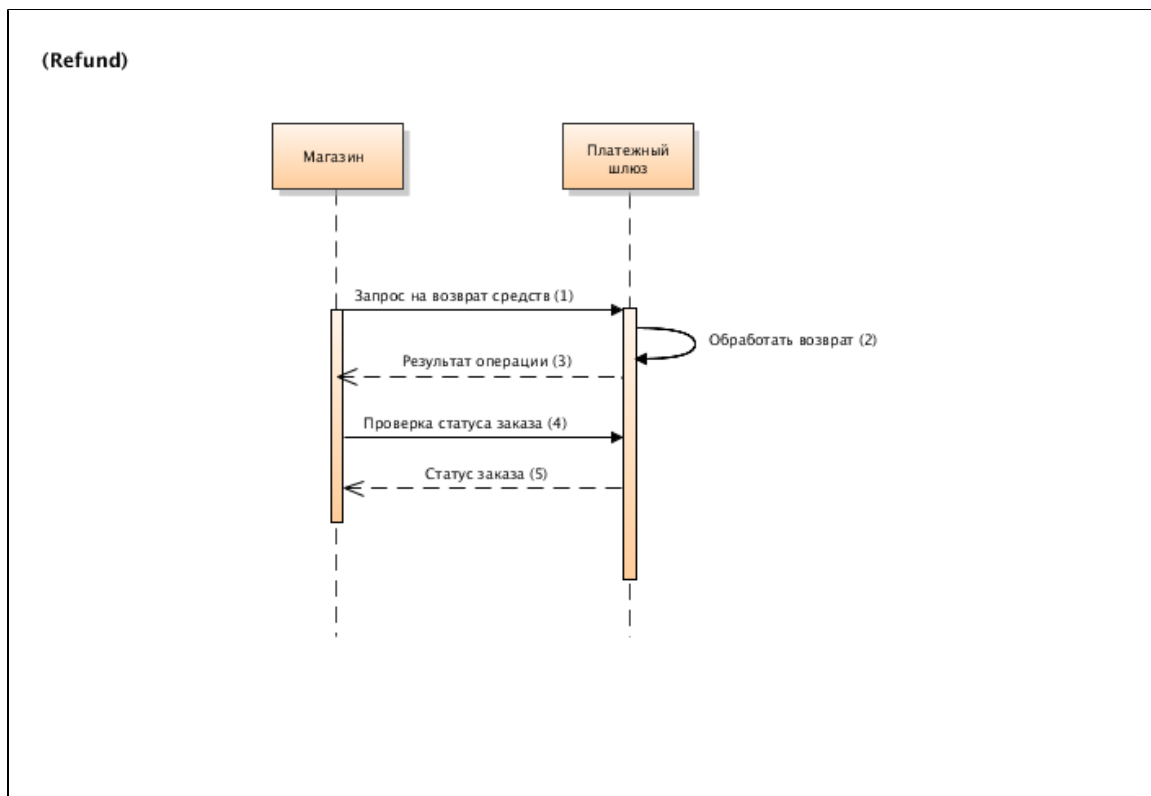 (Refund)
Магазин
Платежный
шлюз
Запрос на возврат средств (1)
Обработать возврат (2)
Результат операции (3)
Проверка статуса заказа (4)
Статус заказа (5)